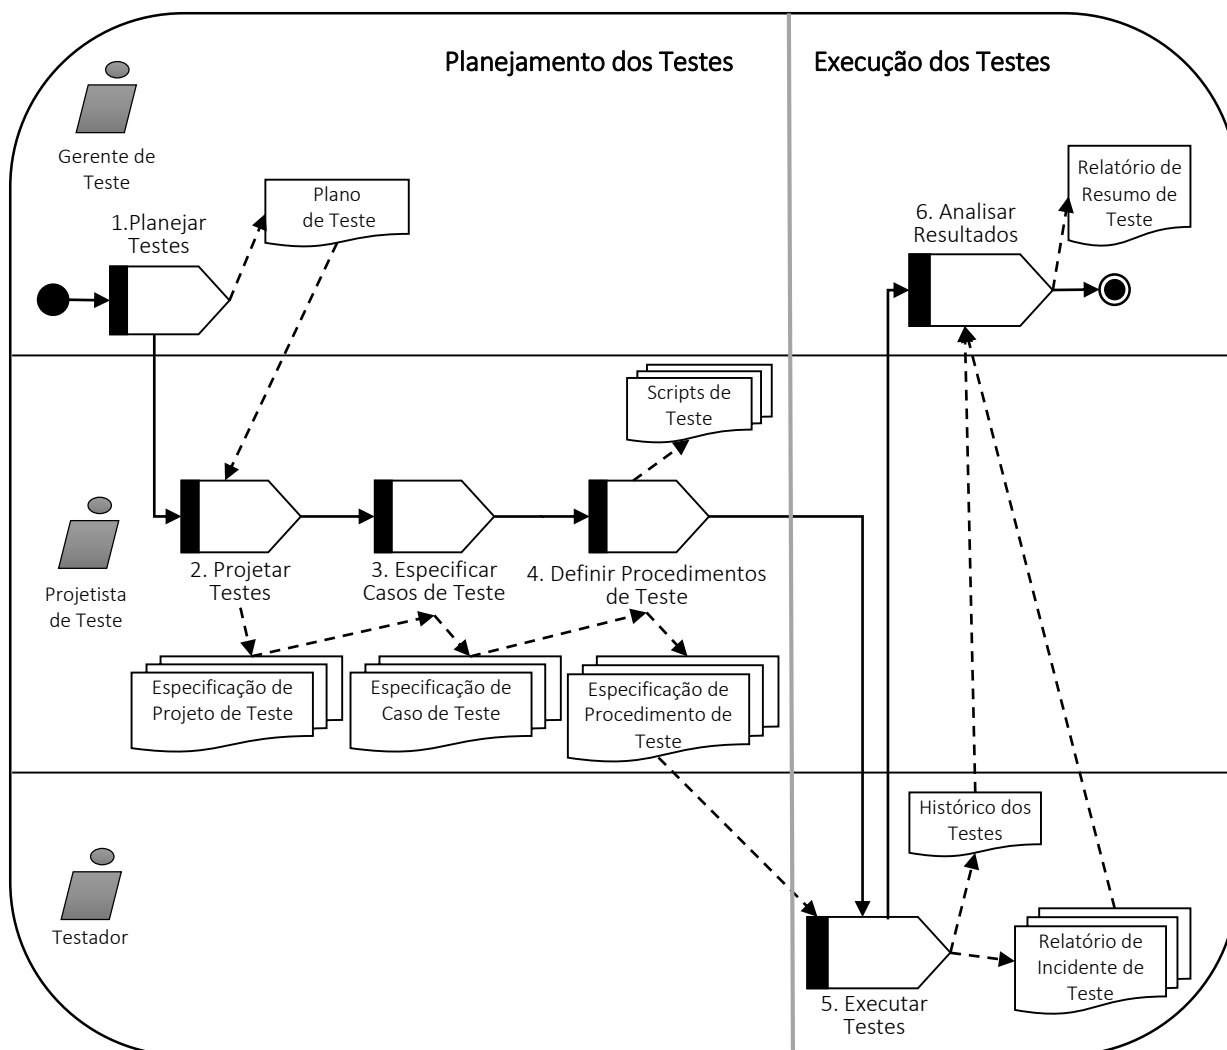 Planejamento dos Testes
Execução dos Testes
Gerente de
Teste
1.Planejar
Testes
Plano
de Teste
6. Analisar
Resultados
Relatório de
Resumo de
Teste
Scripts de
Teste
Projetista
de Teste
2. Projetar
Testes
3. Especificar
Casos de Teste
4. Definir Procedimentos
de Teste
Especificação de
Projeto de Teste
Especificação de
Caso de Teste
Especificação de
Procedimento de
Teste
Testador
Histórico dos
Testes
5. Executar
Testes
Relatório de
Incidente de
Teste